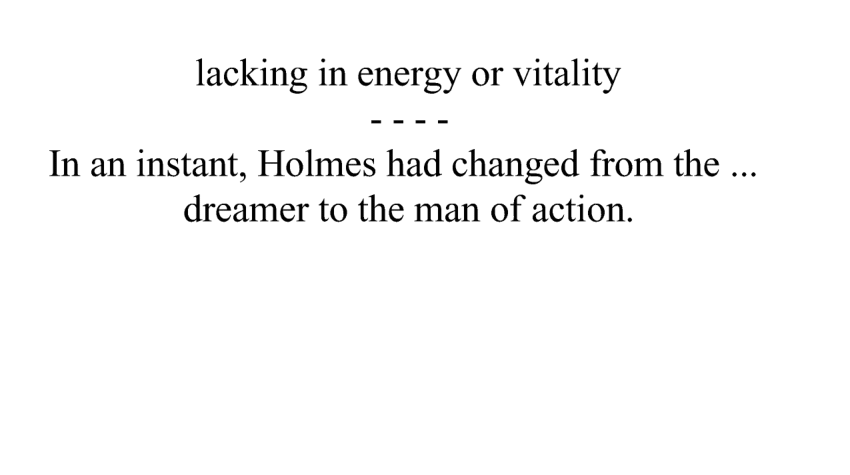 lacking in energy or vitality
- - - -
In an instant, Holmes had changed from the ...
dreamer to the man of action.